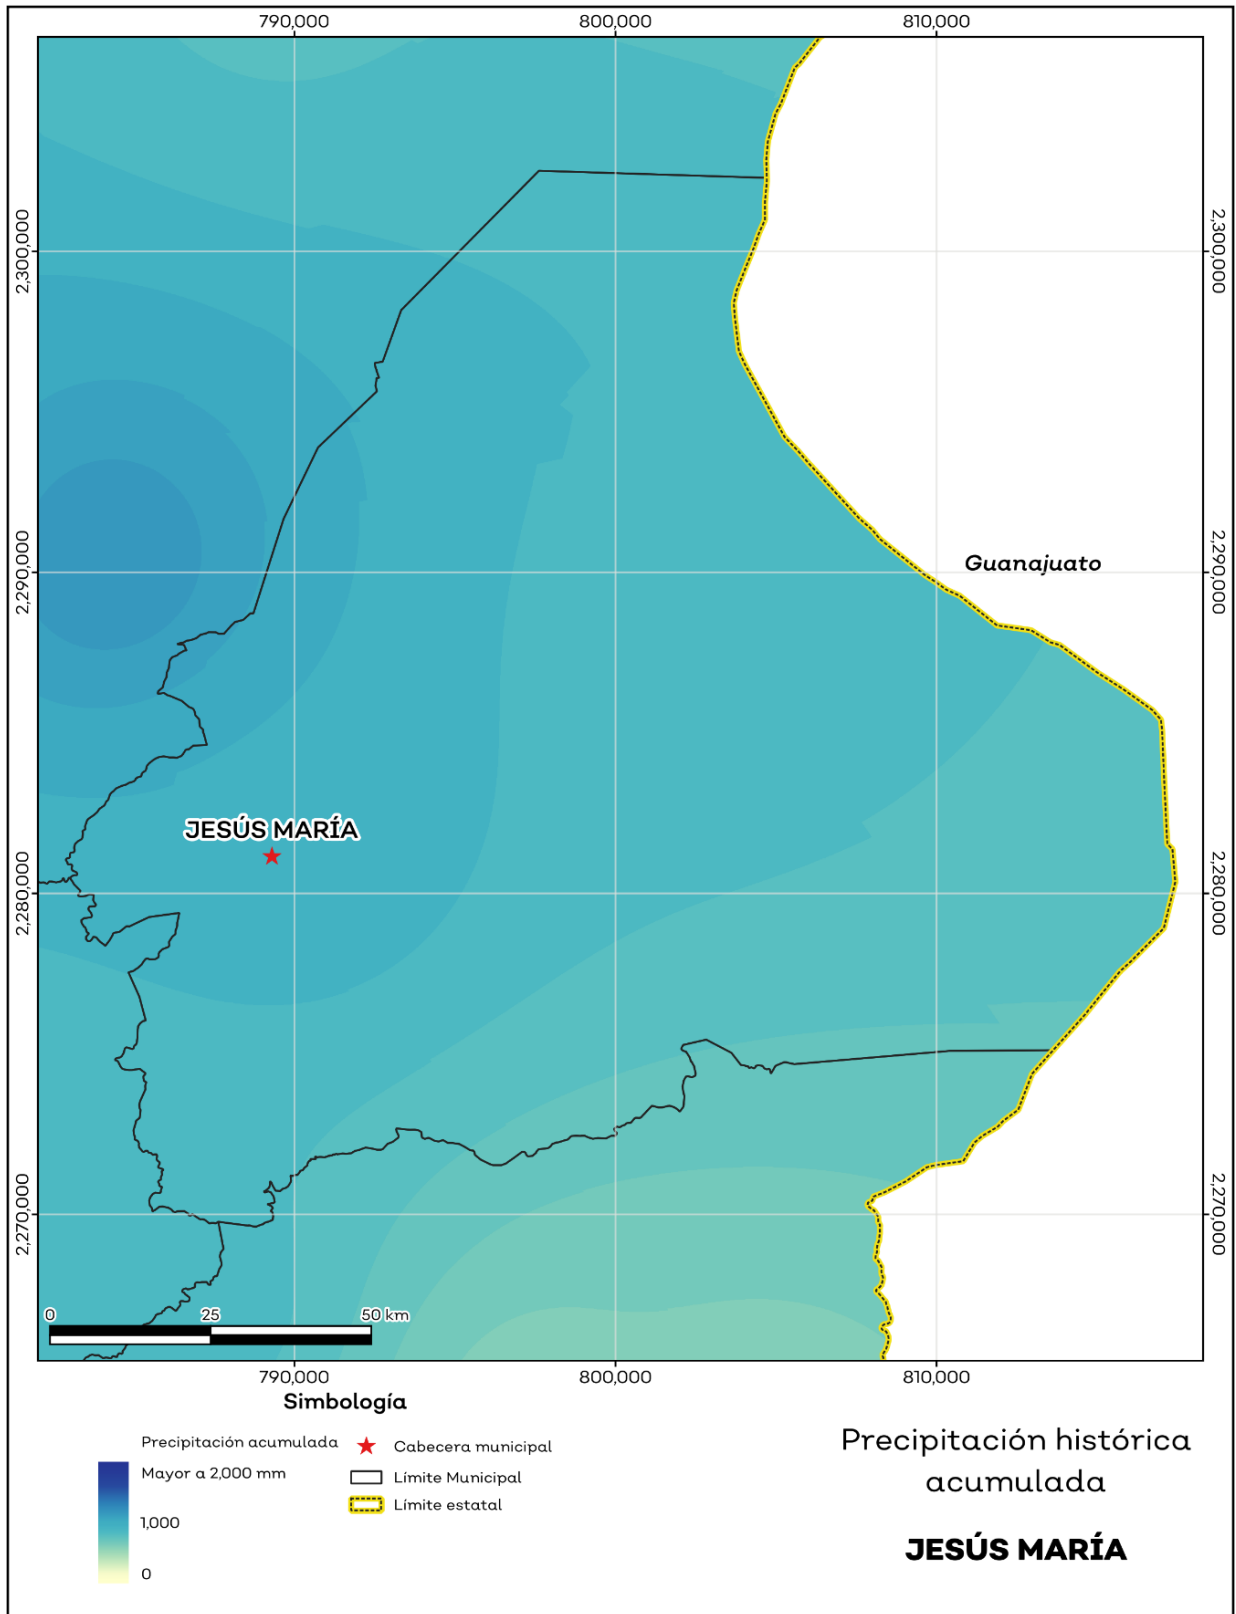 790,000
800,000
810,000
2,300,000
2,300,000
2,290,000
2,290,000
Guanajuato
JESÚS MARÍA
2,280,000
2,280,000
2,270,000
2,270,000
0
25
50 km
790,000
800,000
810,000
Simbología
Precipitación acumulada
Mayor a 2,000 mm
1,000
0
Cabecera municipal
Límite Municipal
Límite estatal
Precipitación histórica
acumulada
JESÚS MARÍA